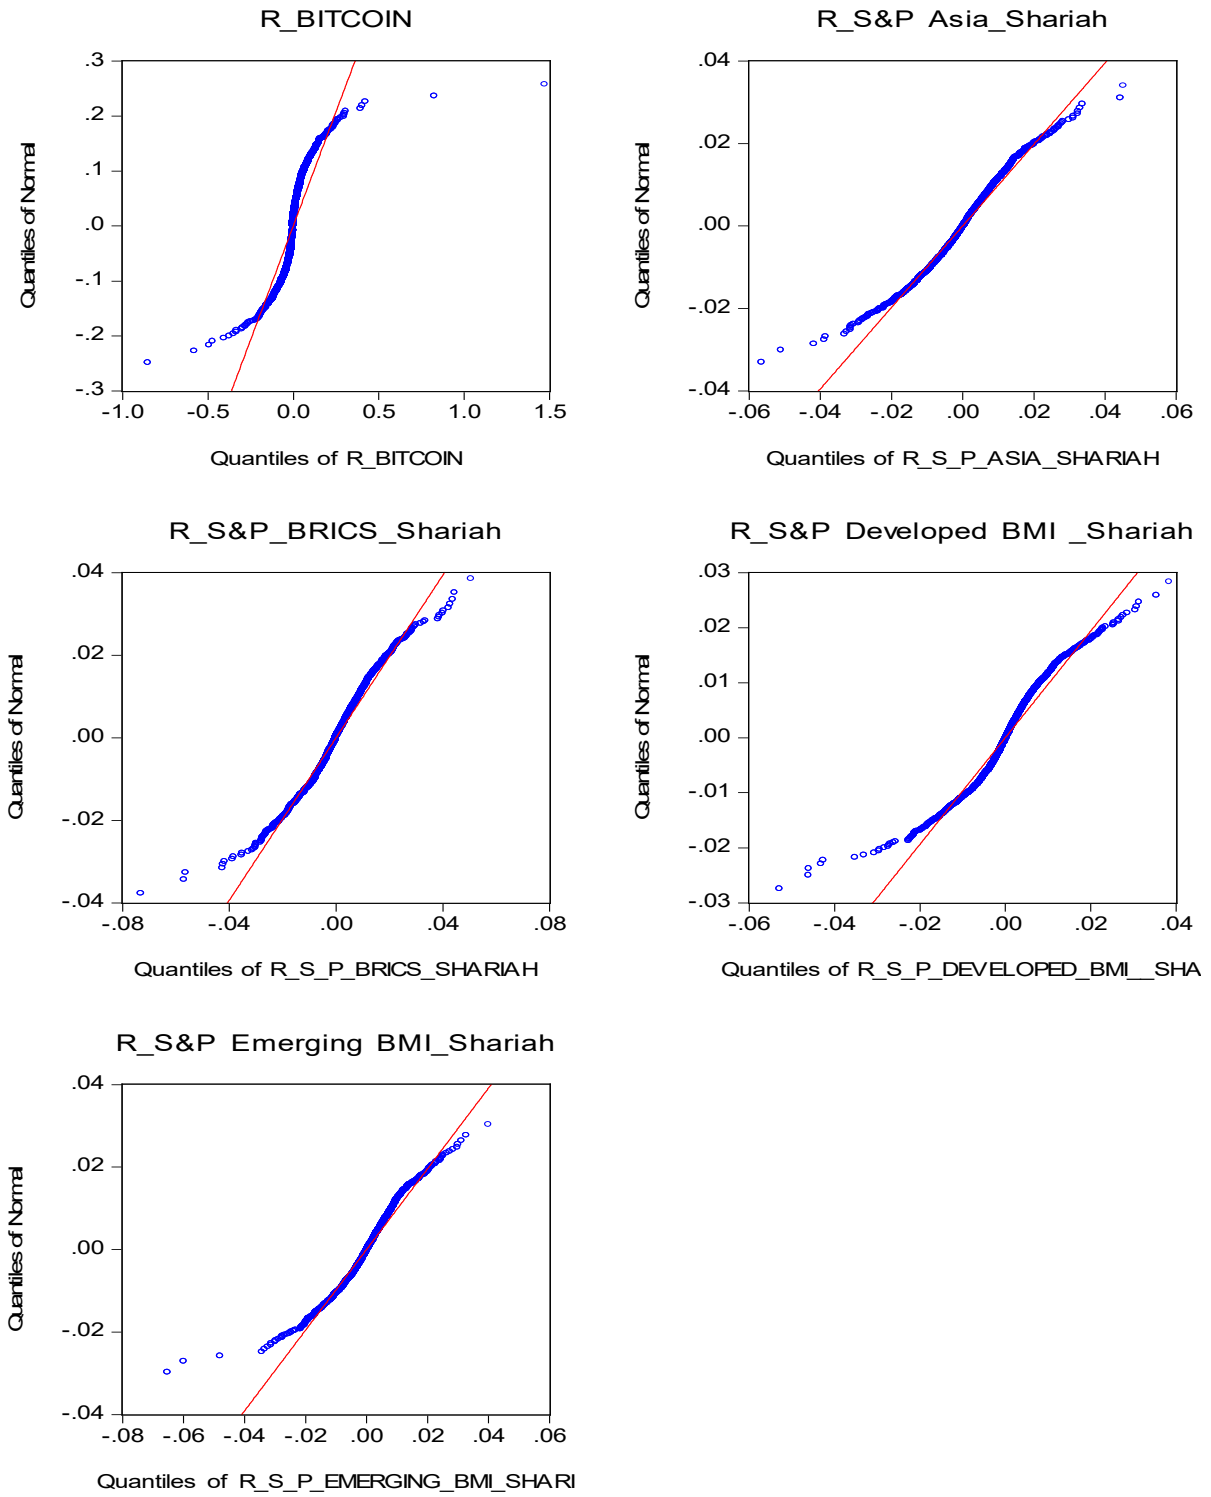 R_BITCOIN
R_S&P Asia_Shariah
Quantiles of Normal
.3
.2
.1
.0
-.1
-.2
-.3
-1.0 -0.5 0.0 0.5 1.0 1.5
Quantiles of R_BITCOIN
Quantiles of Normal
.04
.02
.00
-.02
-.04
-.06 -.04 -.02 .00 .02 .04 .06
Quantiles of R_S_P_ASIA_SHARIAH
R_S&P_BRICS_Shariah
R_S&P Developed BMI _Shariah
Quantiles of Normal
.04
.02
.00
-.02
-.04
-.08 -.04 .00 .04 .08
Quantiles of R_S_P_BRICS_SHARIAH
Quantiles of Normal
.03
.02
.01
.00
-.01
-.02
-.03
-.06 -.04 -.02 .00 .02 .04
Quantiles of R_S_P_DEVELOPED_BMI__SHA
R_S&P Emerging BMI_Shariah
Quantiles of Normal
.04
.02
.00
-.02
-.04
-.08 -.06 -.04 -.02 .00 .02 .04 .06
Quantiles of R_S_P_EMERGING_BMI_SHARI